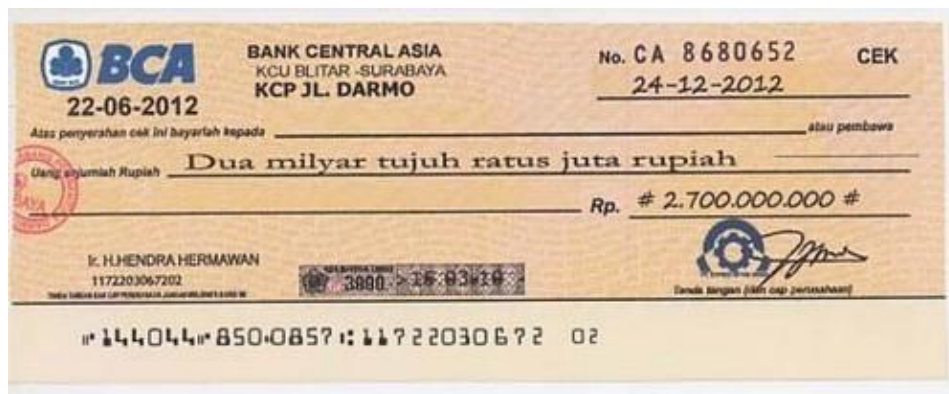 BCA
BANK CENTRAL ASIA
KCU BLITAR -SURABAYA
KCP JL. DARMO
22-06-2012
No. CA 8680652 CEK
24-12-2012
Atas penyerahan cek ini bayarlah kepada atau pembawa
Uang sejumlah Rupiah Dua milyar tujuh ratus juta rupiah
Rp. # 2.700.000.000 #
Ir. H.HENDRA HERMAWAN
1172203067202
3000
Tanda tangan (dan cap perusahaan)
144044 850 0857 11722030672 02